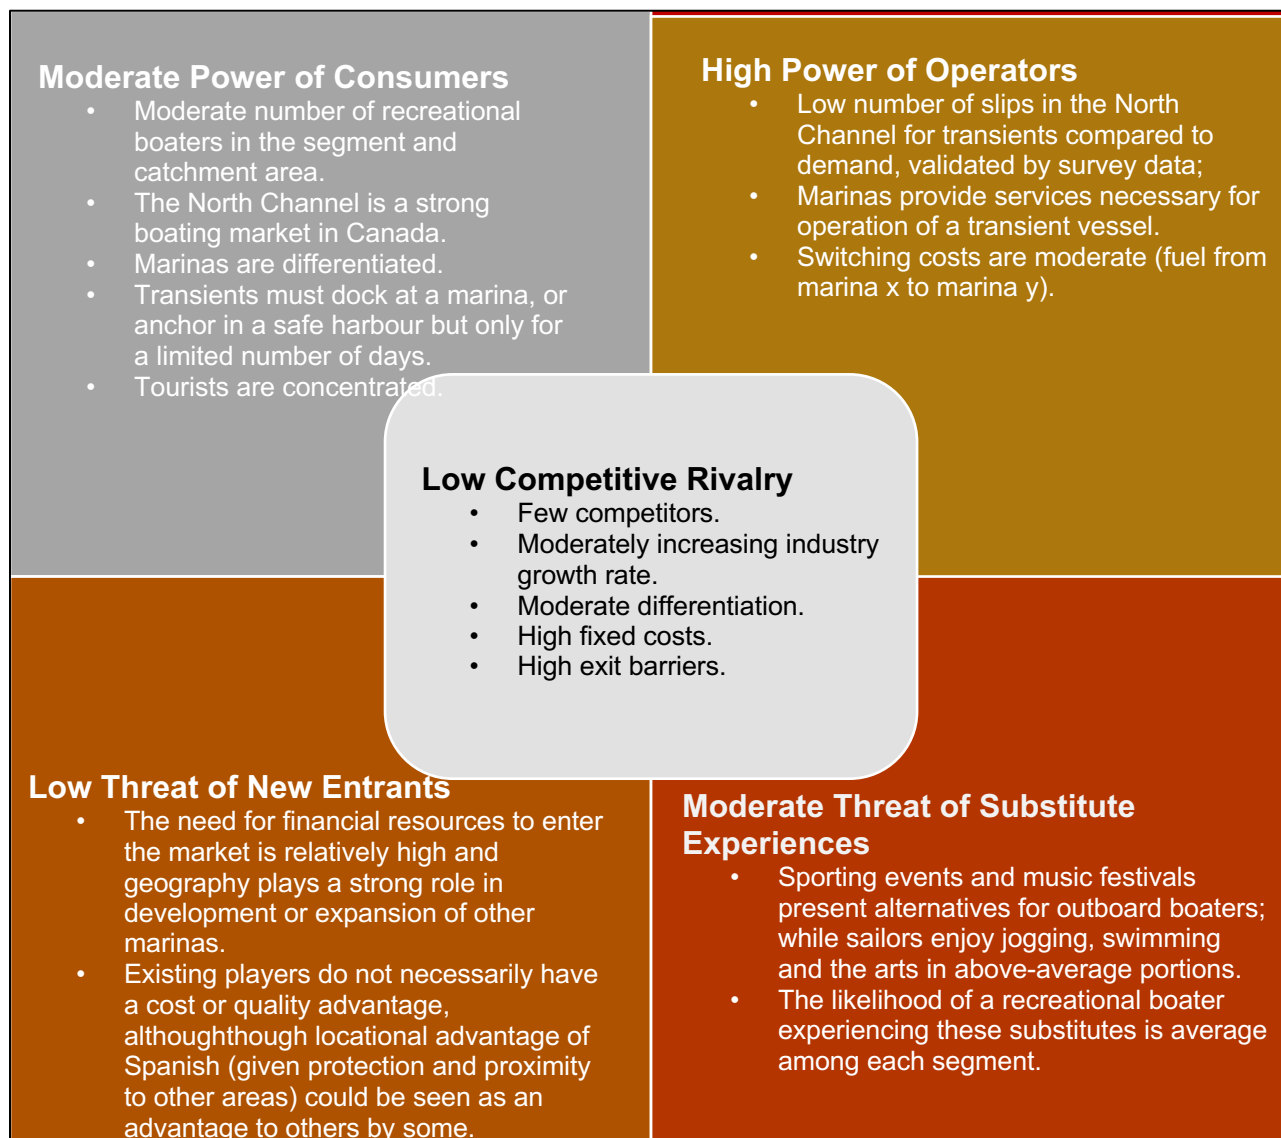 Moderate Power of Consumers
• Moderate number of recreational
boaters in the segment and
catchment area.
• The North Channel is a strong
boating market in Canada.
• Marinas are differentiated.
• Transients must dock at a marina, or
anchor in a safe harbour but only for
a limited number of days.
• Tourists are concentrated.
High Power of Operators
• Low number of slips in the North
Channel for transients compared to
demand, validated by survey data;
• Marinas provide services necessary for
operation of a transient vessel.
• Switching costs are moderate (fuel from
marina x to marina y).
Low Competitive Rivalry
• Few competitors.
• Moderately increasing industry
growth rate.
• Moderate differentiation.
• High fixed costs.
• High exit barriers.
Low Threat of New Entrants
• The need for financial resources to enter
the market is relatively high and
geography plays a strong role in
development or expansion of other
marinas.
• Existing players do not necessarily have
a cost or quality advantage,
althoughthough locational advantage of
Spanish (given protection and proximity
to other areas) could be seen as an
advantage to others by some.
Moderate Threat of Substitute
Experiences
• Sporting events and music festivals
present alternatives for outboard boaters;
while sailors enjoy jogging, swimming
and the arts in above-average portions.
• The likelihood of a recreational boater
experiencing these substitutes is average
among each segment.